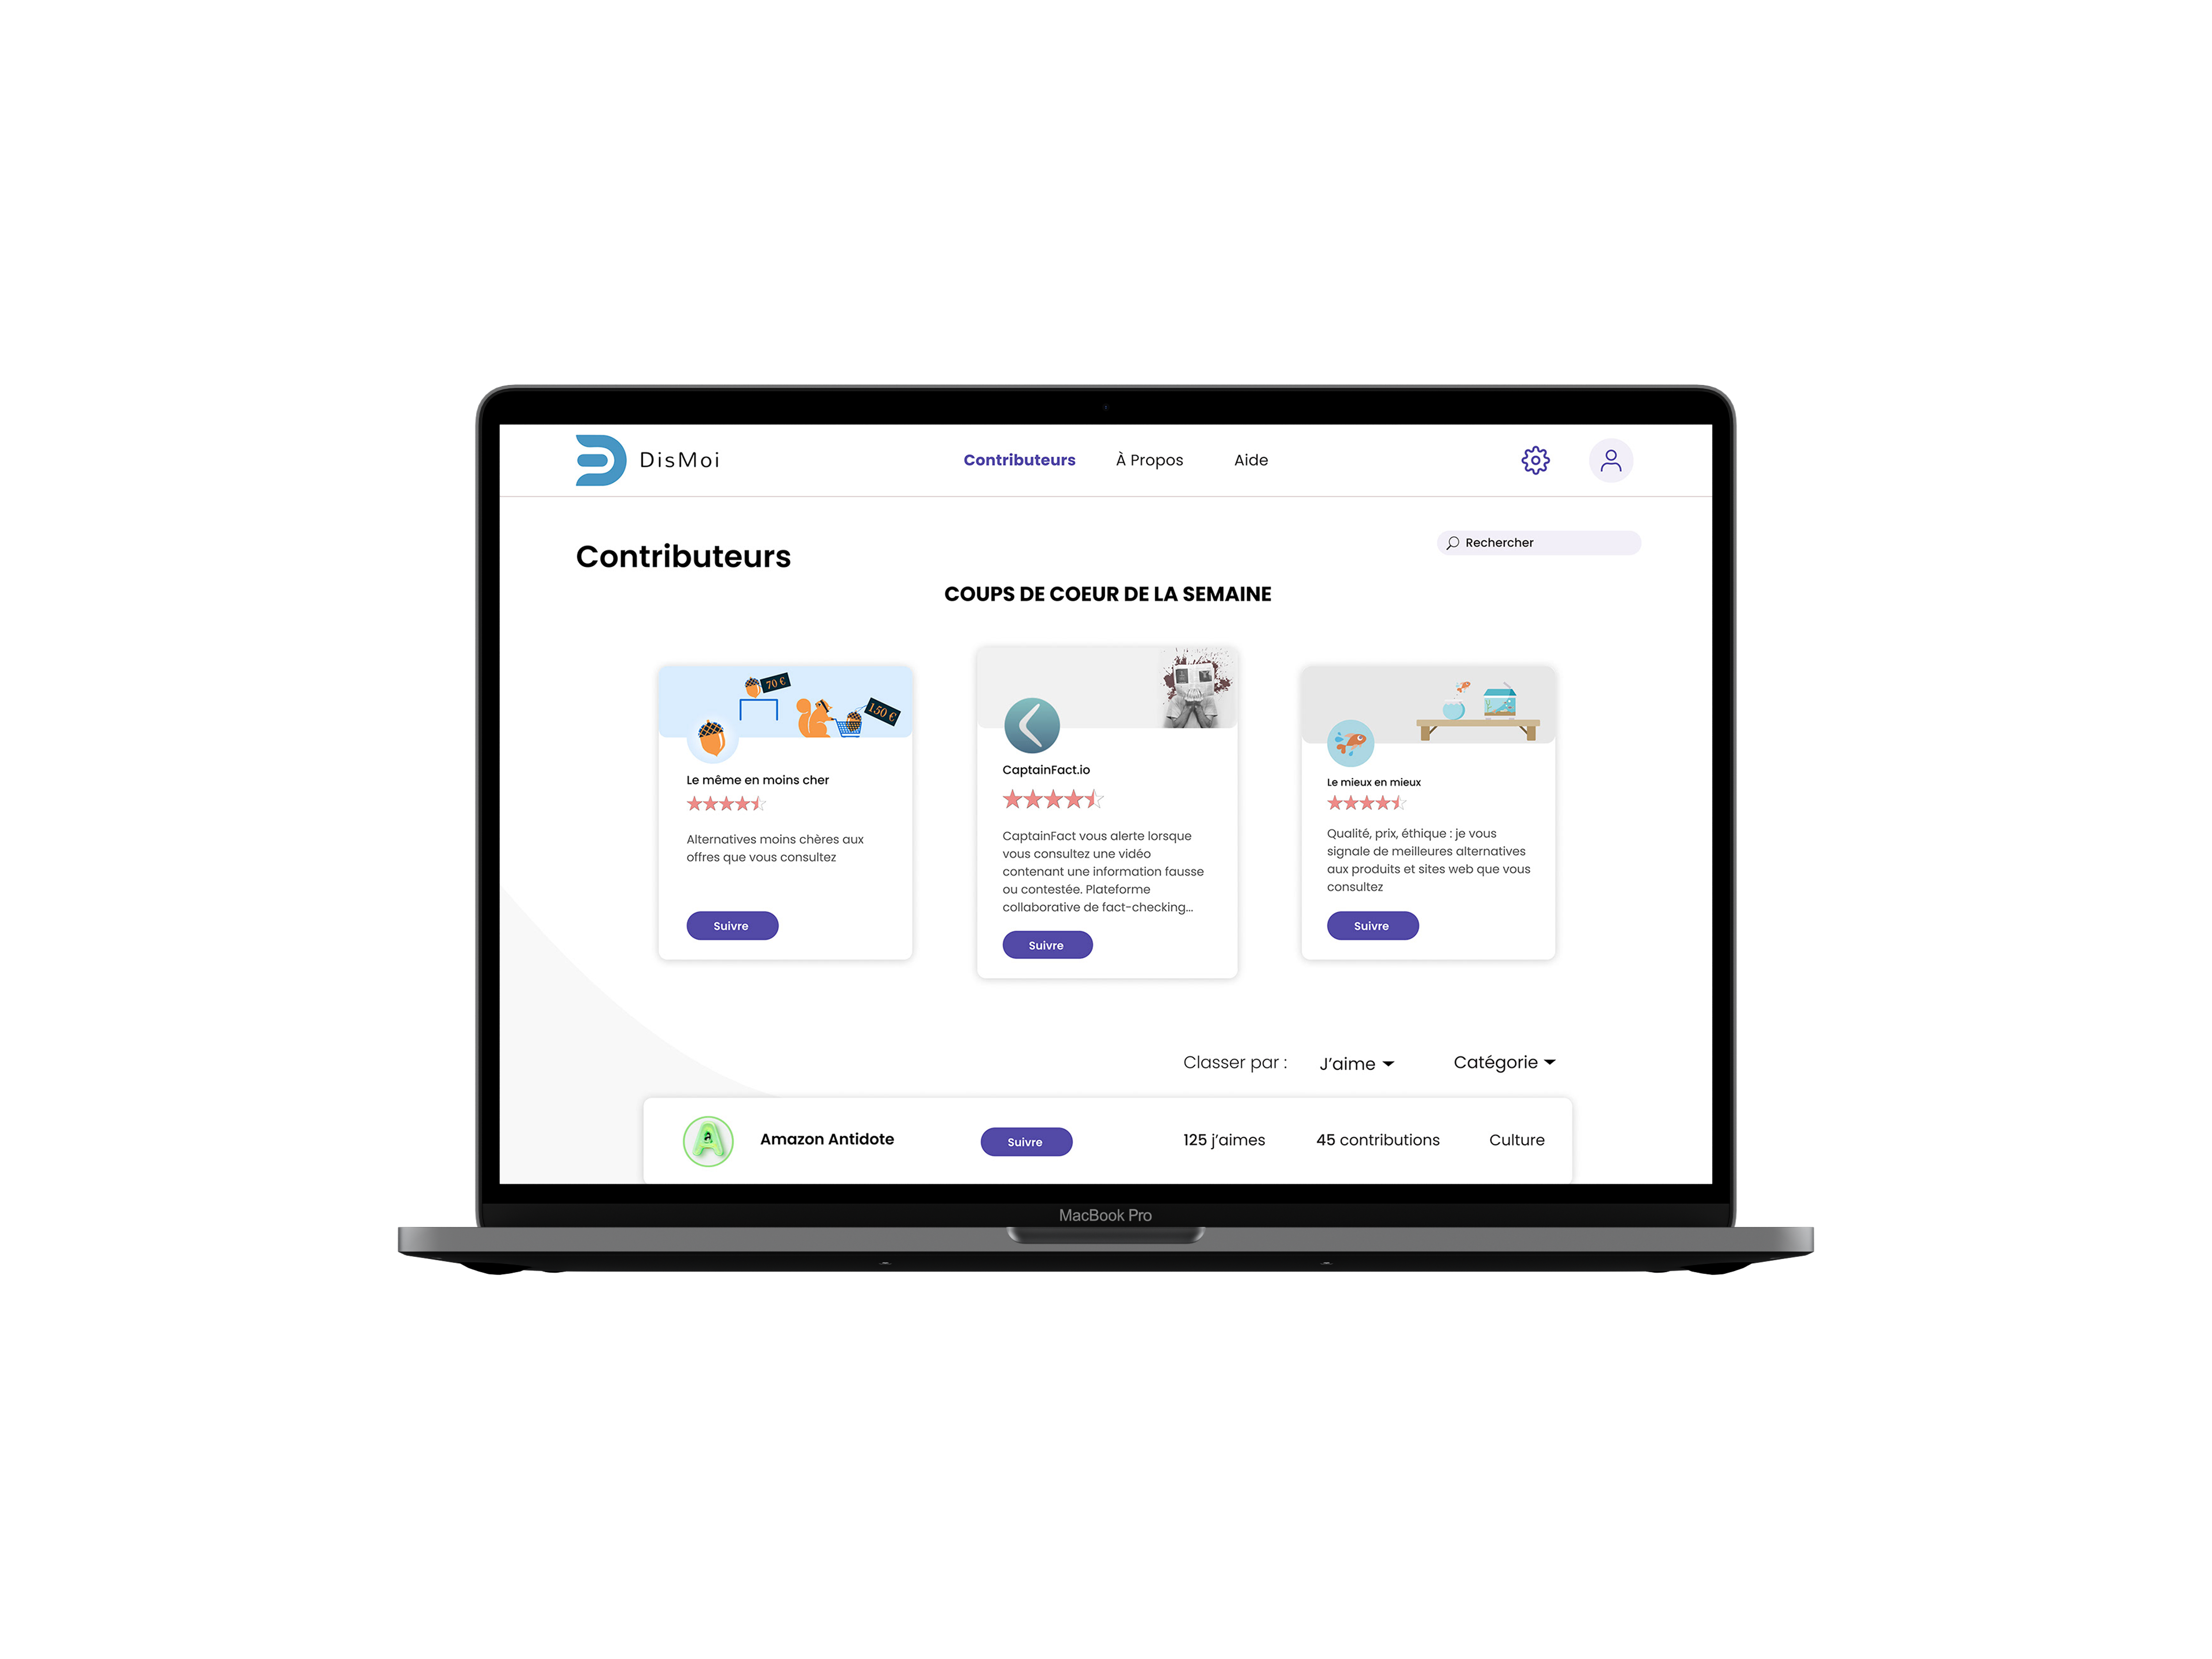 DisMoi
Contributeurs
À Propos
Aide
Contributeurs
Rechercher
COUPS DE COEUR DE LA SEMAINE
70 €
1,50 €
Le même en moins cher
Alternatives moins chères aux
offres que vous consultez
Suivre
CaptainFact.io
CaptainFact vous alerte lorsque
vous consultez une vidéo
contenant une information fausse
ou contestée. Plateforme
collaborative de fact-checking...
Suivre
Le mieux en mieux
Qualité, prix, éthique : je vous
signale de meilleures alternatives
aux produits et sites web que vous
consultez
Suivre
Classer par :
J'aime
Catégorie
A
Amazon Antidote
Suivre
125 j'aimes
45 contributions
Culture
MacBook Pro